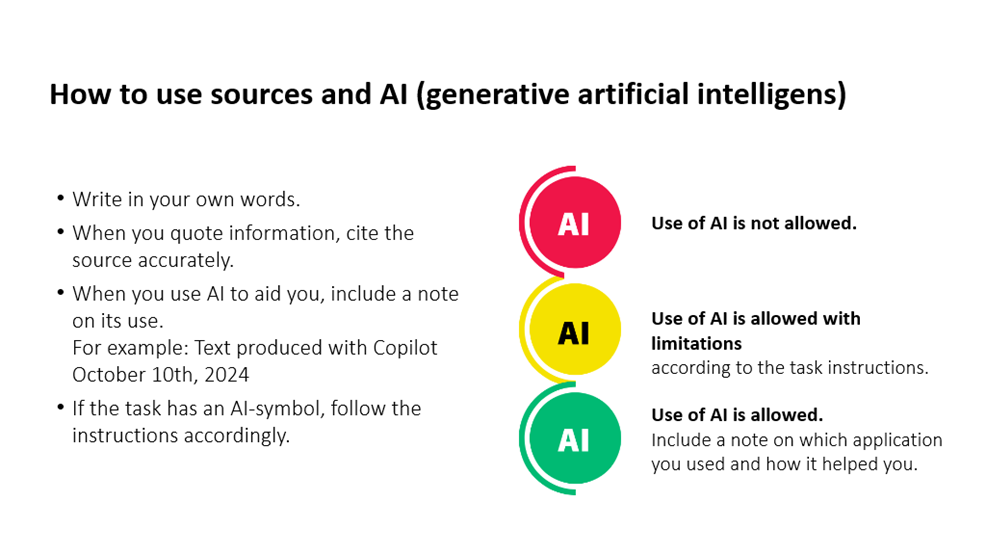 How to use sources and AI (generative artificial intelligens)
• Write in your own words.
• When you quote information, cite the
source accurately.
• When you use AI to aid you, include a note
on its use.
For example: Text produced with Copilot
October 10th, 2024
• If the task has an AI-symbol, follow the
instructions accordingly.
AI
Use of AI is not allowed.
AI
Use of AI is allowed with
limitations
according to the task instructions.
AI
Use of AI is allowed.
Include a note on which application
you used and how it helped you.